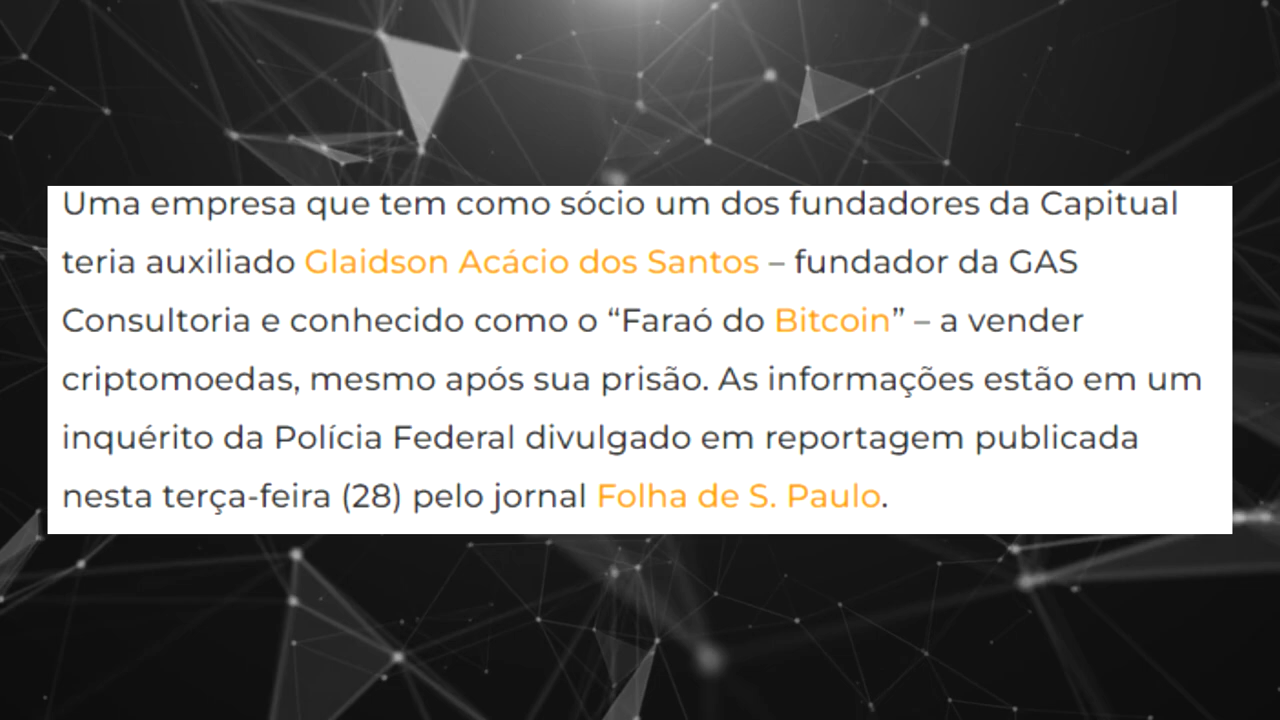 Uma empresa que tem como sócio um dos fundadores da Capitual
teria auxiliado Glaidson Acácio dos Santos – fundador da GAS
Consultoria e conhecido como o “Faraó do Bitcoin” – a vender
criptomoedas, mesmo após sua prisão. As informações estão em um
inquérito da Polícia Federal divulgado em reportagem publicada
nesta terça-feira (28) pelo jornal Folha de S. Paulo.